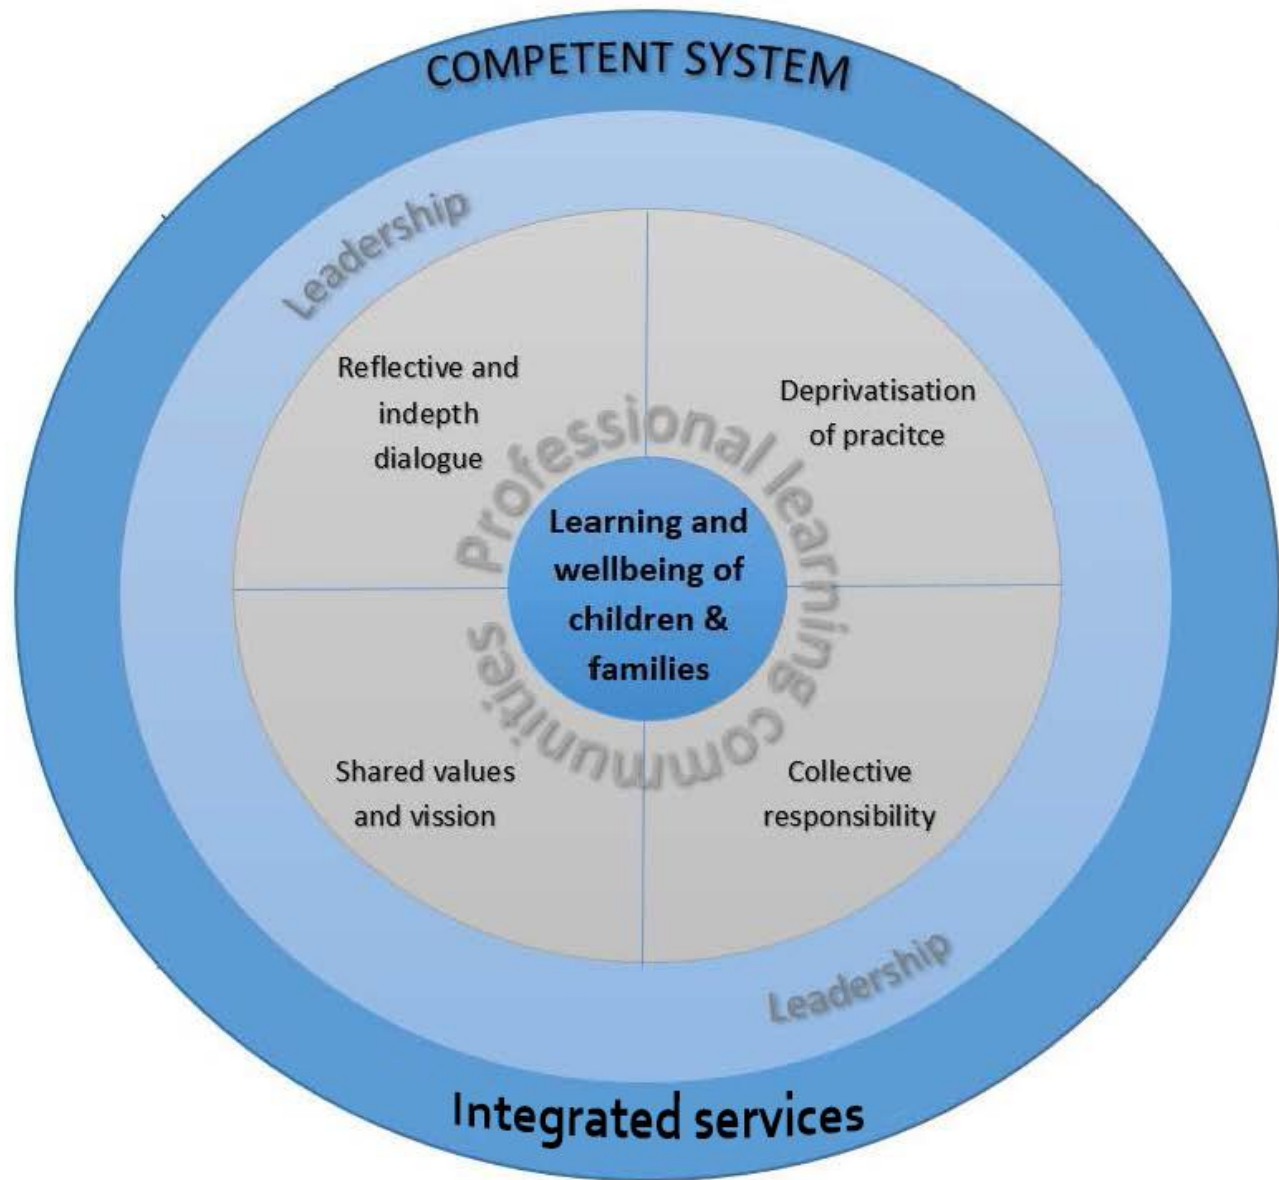 COMPETENT SYSTEM
Leadership
Reflective and
indepth
dialogue
Deprivatisation
of pracitce
Professional learning communities
Learning and
wellbeing of
children &
families
Shared values
and vission
Collective
responsibility
Leadership
Integrated services